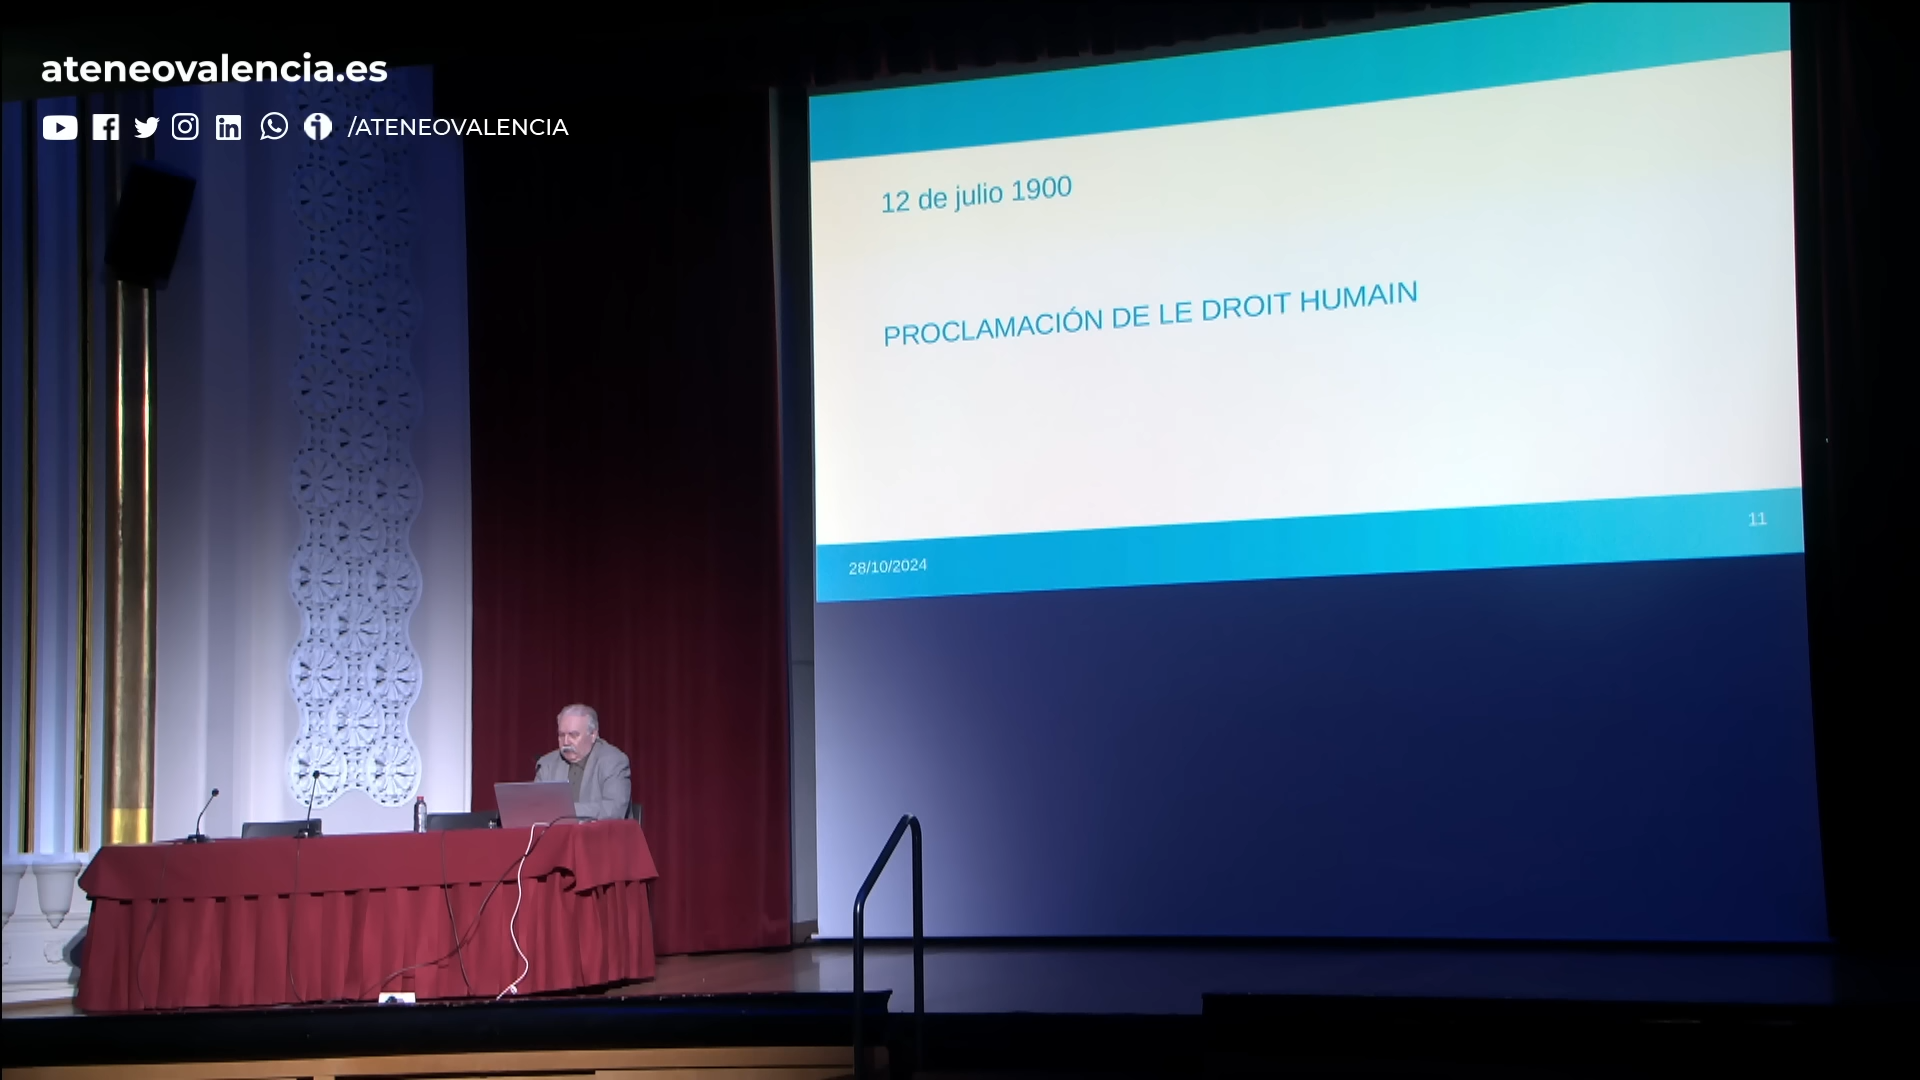 ateneovalencia.es
/ATENEOVALENCIA
12 de julio 1900
PROCLAMACIÓN DE LE DROIT HUMAIN
28/10/2024
11